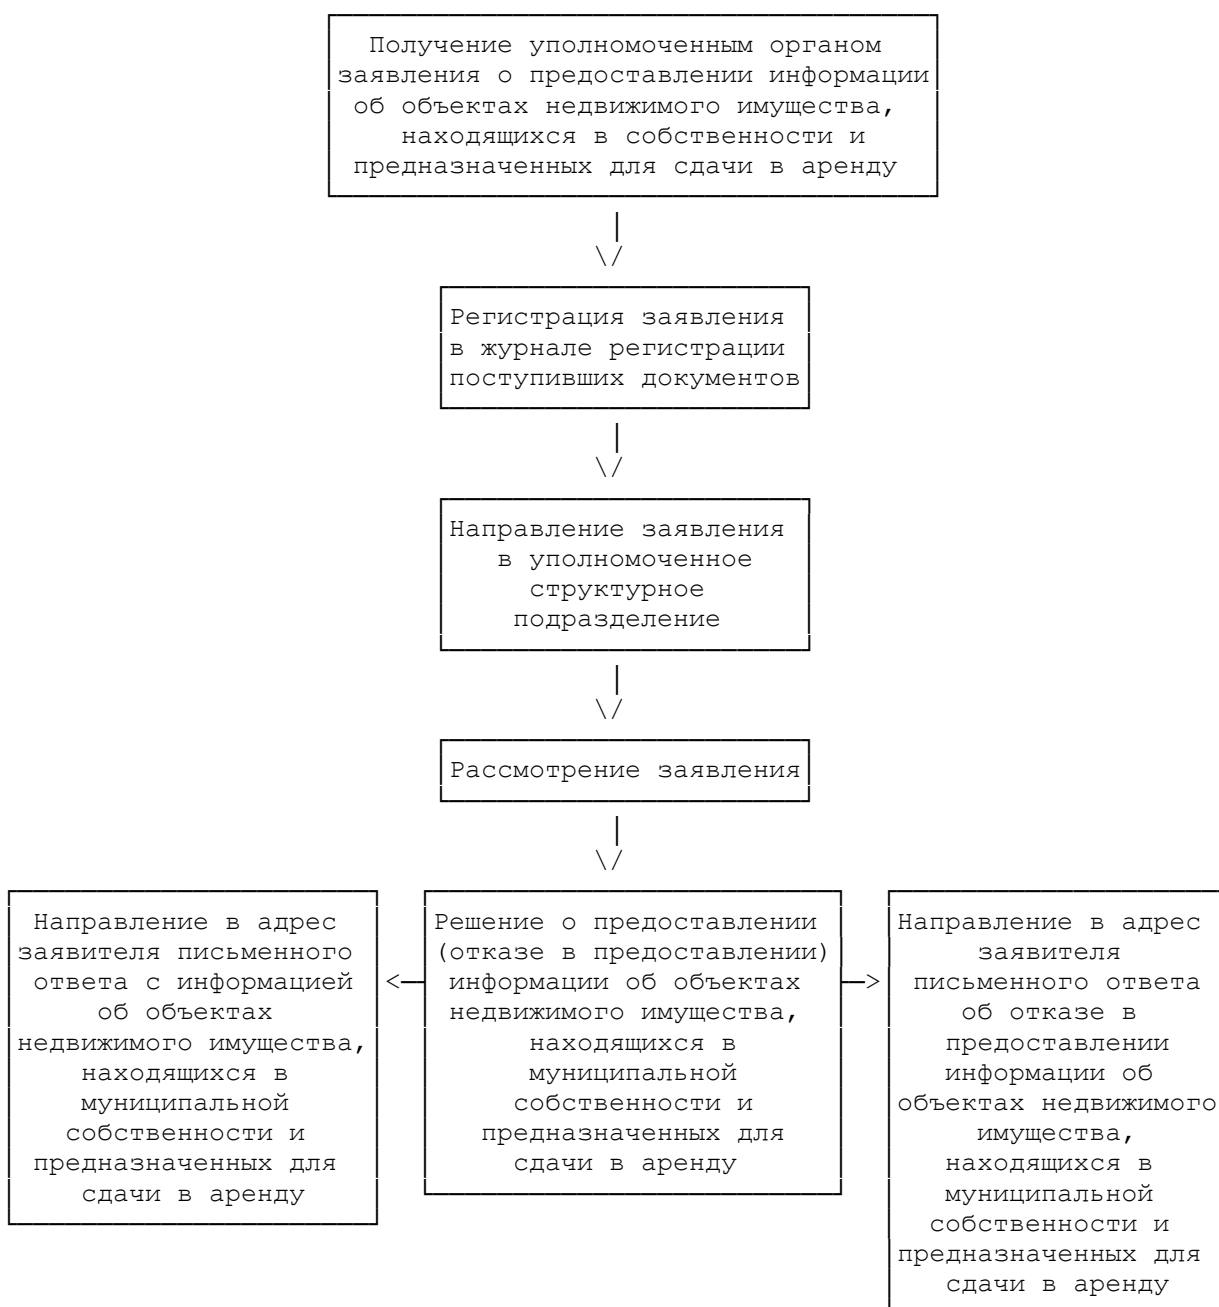 Получение уполномоченным органом
заявления о предоставлении информации
об объектах недвижимого имущества,
находящихся в собственности и
предназначенных для сдачи в аренду
Регистрация заявления
в журнале регистрации
поступивших документов
Направление заявления
в уполномоченное
структурное
подразделение
Рассмотрение заявления
Направление в адрес
заявителя письменного
ответа с информацией
об объектах
недвижимого имущества,
находящихся в
муниципальной
собственности и
предназначенных для
сдачи в аренду
Решение о предоставлении
(отказе в предоставлении)
информации об объектах
недвижимого имущества,
находящихся в
муниципальной
собственности и
предназначенных для
сдачи в аренду
Направление в адрес
заявителя
письменного ответа
об отказе в
предоставлении
информации об
объектах недвижимого
имущества,
находящихся в
муниципальной
собственности и
предназначенных для
сдачи в аренду